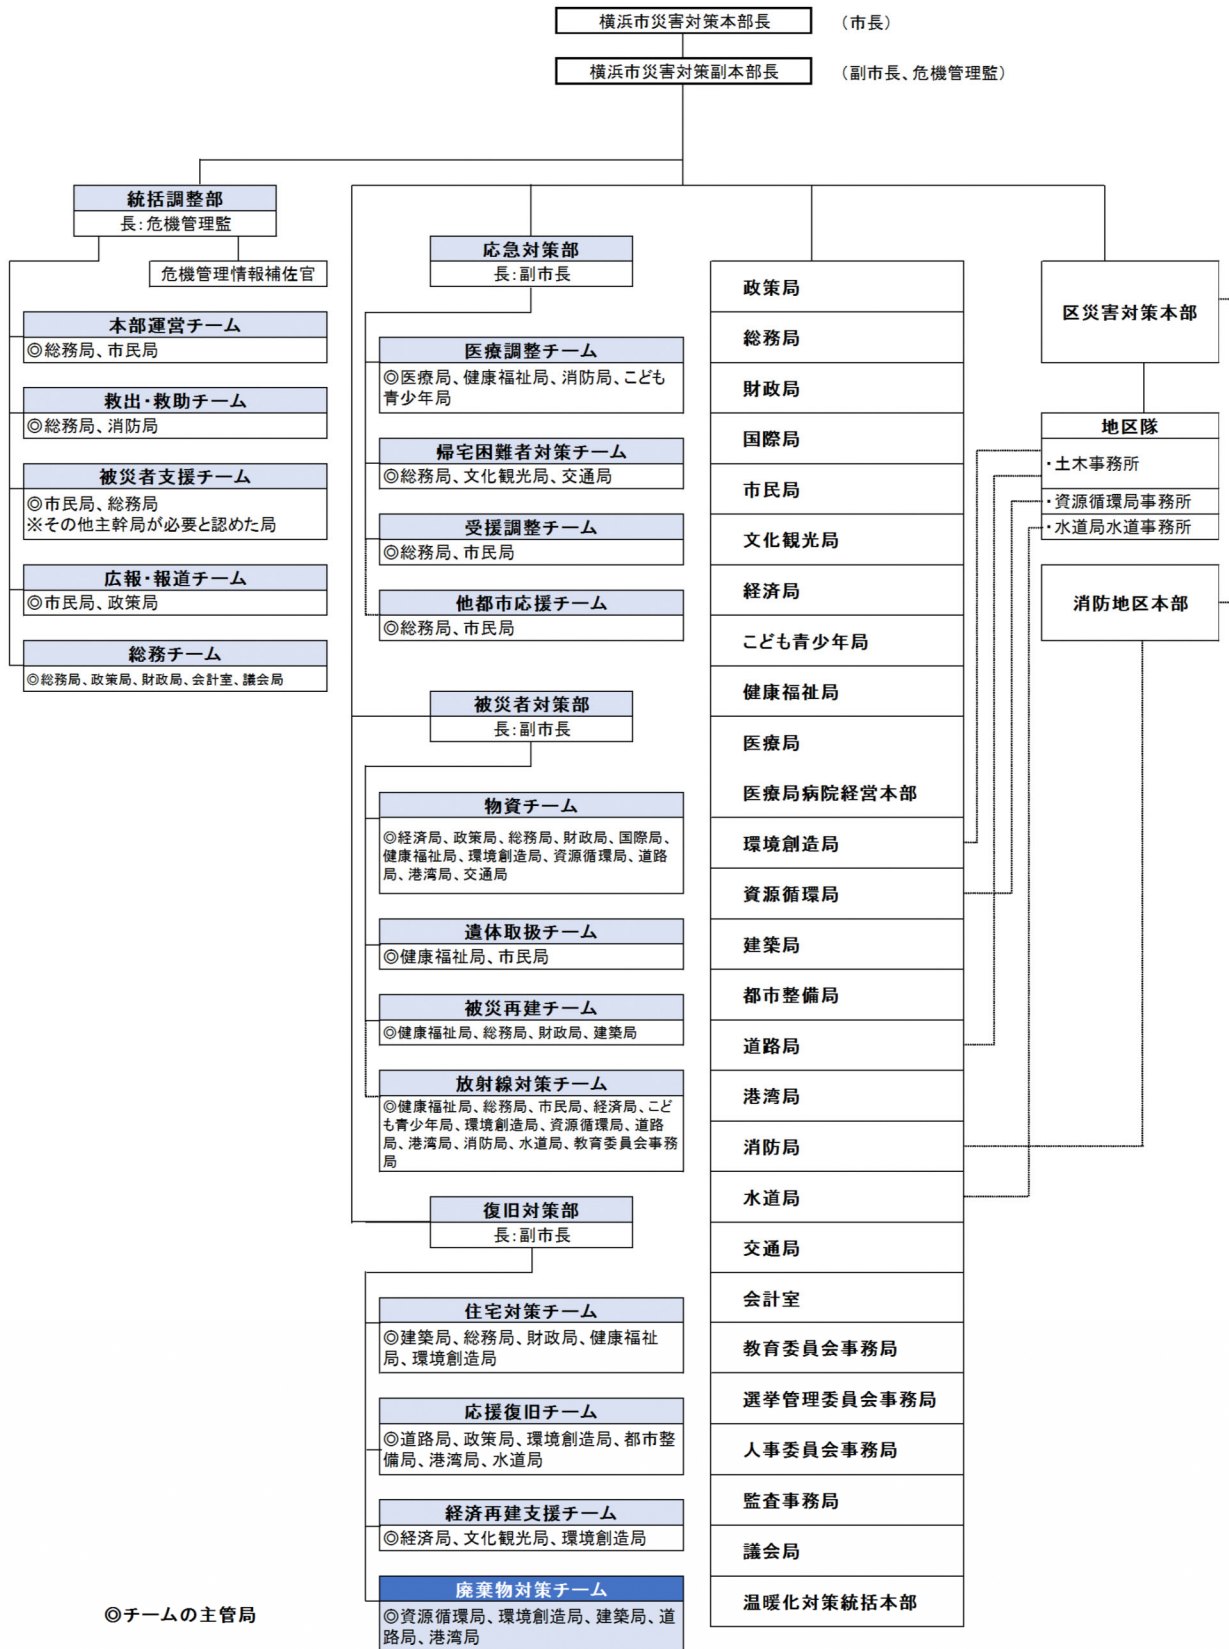 横浜市災害対策本部長
（市長）
横浜市災害対策副本部長
（副市長、危機管理監）
統括調整部
長：危機管理監
危機管理情報補佐官
本部運営チーム
◎総務局、市民局
救出・救助チーム
◎総務局、消防局
被災者支援チーム
◎市民局、総務局
※その他主幹局が必要と認めた局
広報・報道チーム
◎市民局、政策局
総務チーム
◎総務局、政策局、財政局、会計室、議会局
応急対策部
長：副市長
医療調整チーム
◎医療局、健康福祉局、消防局、こども
青少年局
帰宅困難者対策チーム
◎総務局、文化観光局、交通局
受援調整チーム
◎総務局、市民局
他都市応援チーム
◎総務局、市民局
被災者対策部
長：副市長
物資チーム
◎経済局、政策局、総務局、財政局、国際局、
健康福祉局、環境創造局、資源循環局、道路
局、港湾局、交通局
遺体取扱チーム
◎健康福祉局、市民局
被災再建チーム
◎健康福祉局、総務局、財政局、建築局
放射線対策チーム
◎健康福祉局、総務局、市民局、経済局、こど
も青少年局、環境創造局、資源循環局、道路
局、港湾局、消防局、水道局、教育委員会事務
局
復旧対策部
長：副市長
住宅対策チーム
◎建築局、総務局、財政局、健康福祉
局、環境創造局
応援復旧チーム
◎道路局、政策局、環境創造局、都市整
備局、港湾局、水道局
経済再建支援チーム
◎経済局、文化観光局、環境創造局
廃棄物対策チーム
◎資源循環局、環境創造局、建築局、道
路局、港湾局
政策局
総務局
財政局
国際局
市民局
文化観光局
経済局
こども青少年局
健康福祉局
医療局
医療局病院経営本部
環境創造局
資源循環局
建築局
都市整備局
道路局
港湾局
消防局
水道局
交通局
会計室
教育委員会事務局
選挙管理委員会事務局
人事委員会事務局
監査事務局
議会局
温暖化対策統括本部
区災害対策本部
地区隊
・土木事務所
・資源循環局事務所
・水道局水道事務所
消防地区本部
◎チームの主管局